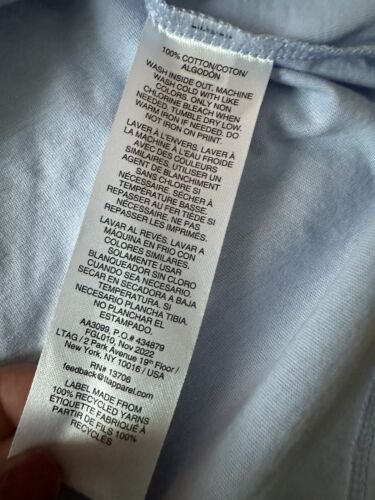 100% COTTON/COTON/
ALGODÓN
WASH INSIDE OUT. MACHINE
WASH COLD WITH LIKE
COLORS. ONLY NON
CHLORINE BLEACH WHEN
NEEDED. TUMBLE DRY LOW.
WARM IRON IF NEEDED. DO
NOT IRON ON PRINT.
LAVER À L'ENVERS. LAVER À
LA MACHINE À L'EAU FROIDE
AVEC DES COULEURS
SIMILAIRES. UTILISER UN
AGENT DE BLANCHIMENT
SANS CHLORE SI
NÉCESSAIRE. SÉCHER À
TEMPÉRATURE BASSE.
REPASSER AU FER TIÈDE SI
NÉCESSAIRE. NE PAS
REPASSER LES IMPRIMÉS.
LAVAR AL REVÉS. LAVAR A
MÁQUINA EN FRIO CON
COLORES SIMILARES.
SOLAMENTE USAR
BLANQUEADOR SIN CLORO
CUANDO SEA NECESARIO.
SECAR EN SECADORA A BAJA
TEMPERATURA. SI
NECESARIO PLANCHA TIBIA.
NO PLANCHAR EL
ESTAMPADO.
AA3099, P.O.# 434879
FGL010, Nov 2022
LTAG / 2 Park Avenue 19th Floor /
New York, NY 10016 / USA
RN# 13706
feedback@ltapparel.com
LABEL MADE FROM
100% RECYCLED YARNS
ÉTIQUETTE FABRIQUÉ À
PARTIR DE FILS 100%
RECYCLÉS